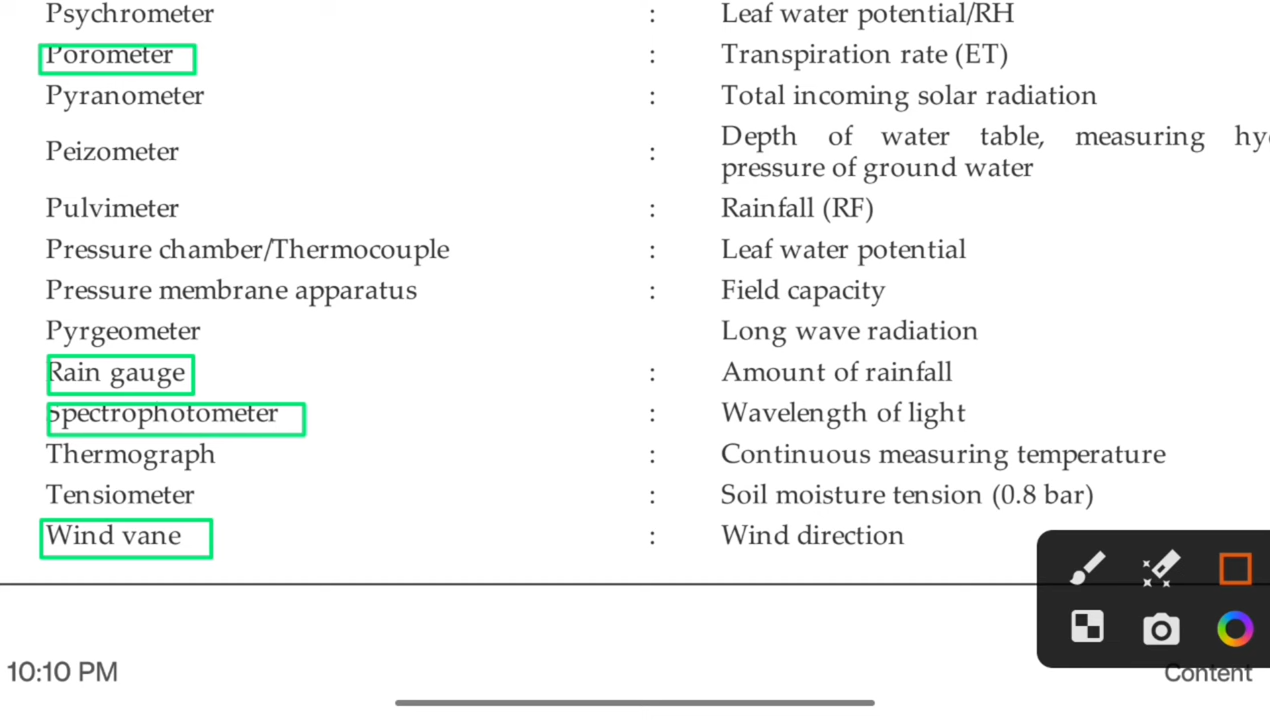 Psychrometer : Leaf water potential/RH
Porometer : Transpiration rate (ET)
Pyranometer : Total incoming solar radiation
Peizometer : Depth of water table, measuring
pressure of ground water
Pulvimeter : Rainfall (RF)
Pressure chamber/Thermocouple : Leaf water potential
Pressure membrane apparatus : Field capacity
Pyrgeometer Long wave radiation
Rain gauge : Amount of rainfall
Spectrophotometer : Wavelength of light
Thermograph : Continuous measuring temperature
Tensiometer : Soil moisture tension (0.8 bar)
Wind vane : Wind direction
10:10 PM
Content